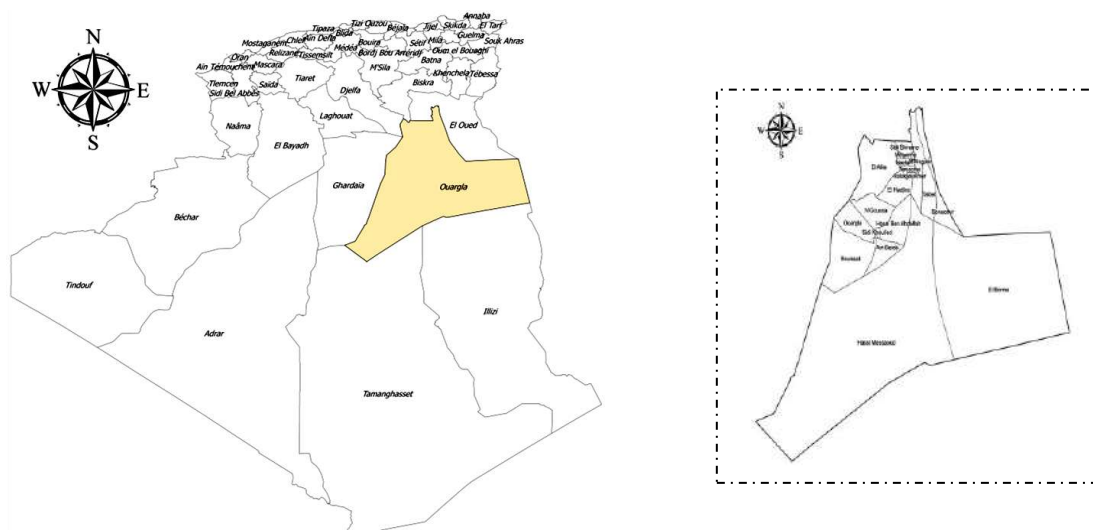 N
W E
S
Annaba
Tizi Ouzou Jijel Skikda El Tarf
Tipaza Blida Béjaïa Guelma
Chlef Aïn Defla Bouira Sétif Mila Souk Ahras
Mostaganem Médéa Bordj Bou Arréridj Oum el Bouaghi
Oran Relizane Tissemsilt Batna
Aïn Témouchent Mascara M'Sila Khenchela Tébessa
Tlemcen Saïda Tiaret Biskra
Sidi Bel Abbès Djelfa
Laghouat El Oued
Naâma
El Bayadh
Ghardaïa Ouargla
Béchar
Tindouf
Illizi
Adrar
Tamanghasset
N
W E
S
El Alia
El Hadjira
N'Goussa
Ouargla
Hassi Ben Abdallah
Sidi Khouiled
Ain Beida
Rouissat
El Borma
Hassi Messaoud